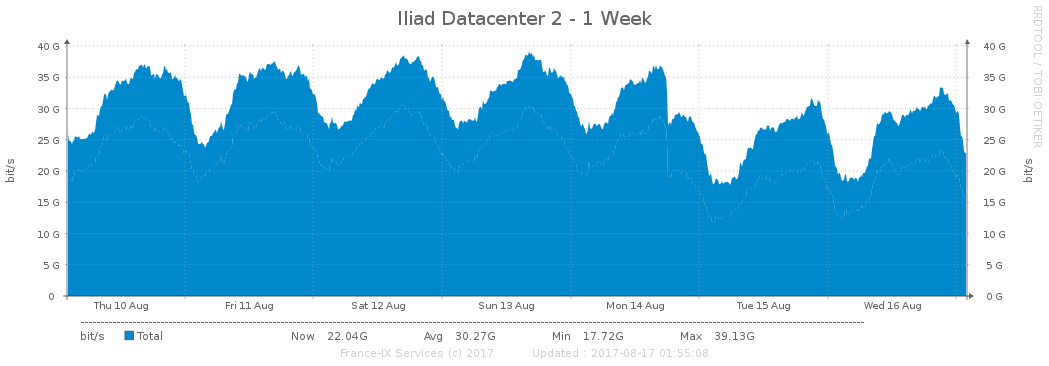 Iliad Datacenter 2 - 1 Week
RRDTOOL / TOBI OETIKER
40 G 40 G
35 G 35 G
30 G 30 G
25 G 25 G
20 G 20 G
15 G 15 G
10 G 10 G
5 G 5 G
0 0 G
bit/s bit/s
Thu 10 Aug Fri 11 Aug Sat 12 Aug Sun 13 Aug Mon 14 Aug Tue 15 Aug Wed 16 Aug
bit/s Total Now 22.04G Avg 30.27G Min 17.72G Max 39.13G
France-IX Services (c) 2017 Updated : 2017-08-17 01:55:08